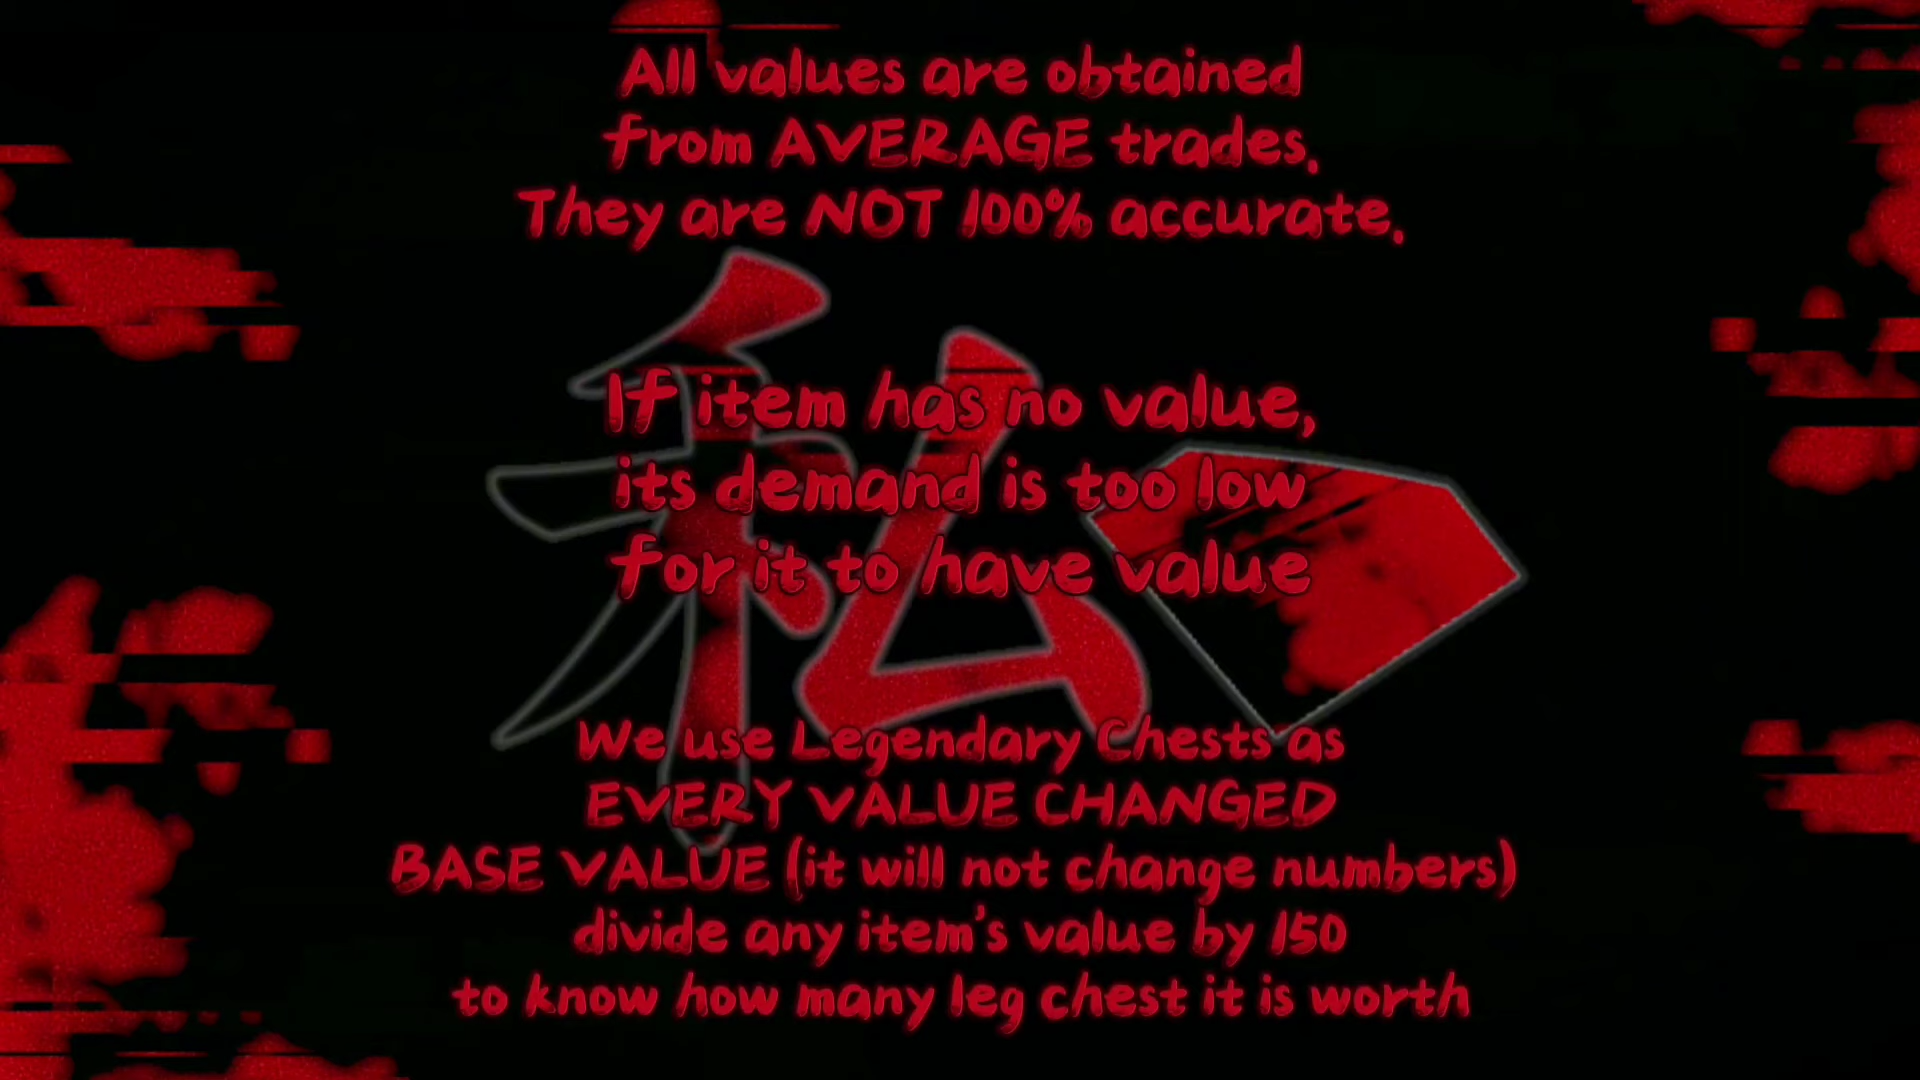 All values are obtained
from AVERAGE trades.
They are NOT 100% accurate.
私
If item has no value,
its demand is too low
for it to have value
We use Legendary Chests as
EVERY VALUE CHANGED
BASE VALUE (it will not change numbers)
divide any item's value by 150
to know how many leg chest it is worth